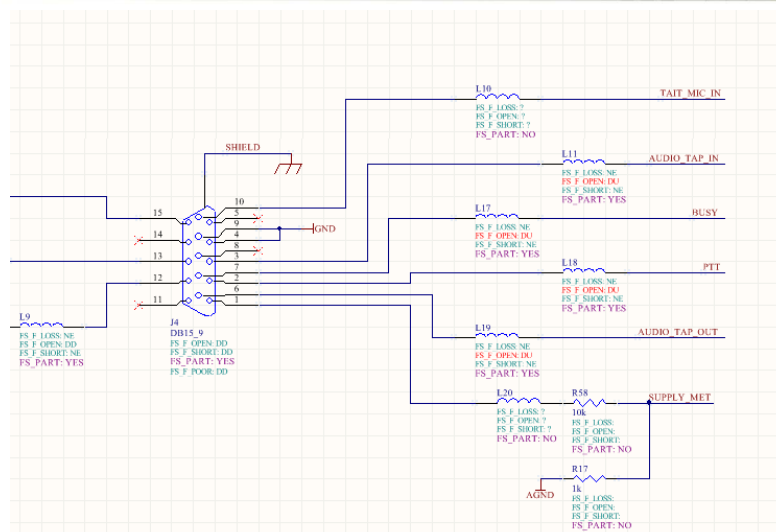 L10
TAIT_MIC_IN
FS_F_LOSS: ?
FS_F_OPEN: ?
FS_F_SHORT: ?
FS_PART: NO
SHIELD
L11
AUDIO_TAP_IN
FS_F_LOSS: NE
FS_F_OPEN: DU
FS_F_SHORT: NE
FS_PART: YES
10
15
5
9
L17
BUSY
FS_F_LOSS: NE
FS_F_OPEN: DU
FS_F_SHORT: NE
FS_PART: YES
14
4
GND
8
13
3
7
L18
PTT
FS_F_LOSS: NE
FS_F_OPEN: DU
FS_F_SHORT: NE
FS_PART: YES
12
2
6
11
1
L9
FS_F_LOSS: NE
FS_F_OPEN: DD
FS_F_SHORT: NE
FS_PART: YES
J4
DB15_9
FS_F_OPEN: DD
FS_F_SHORT: DD
FS_PART: YES
FS_F_POOR: DD
L19
AUDIO_TAP_OUT
FS_F_LOSS: NE
FS_F_OPEN: DU
FS_F_SHORT: NE
FS_PART: YES
L20
FS_F_LOSS: ?
FS_F_OPEN: ?
FS_F_SHORT: ?
FS_PART: NO
R58
SUPPLY_MET
10k
FS_F_LOSS:
FS_F_OPEN:
FS_F_SHORT:
FS_PART: NO
R17
AGND
1k
FS_F_LOSS:
FS_F_OPEN:
FS_F_SHORT:
FS_PART: NO